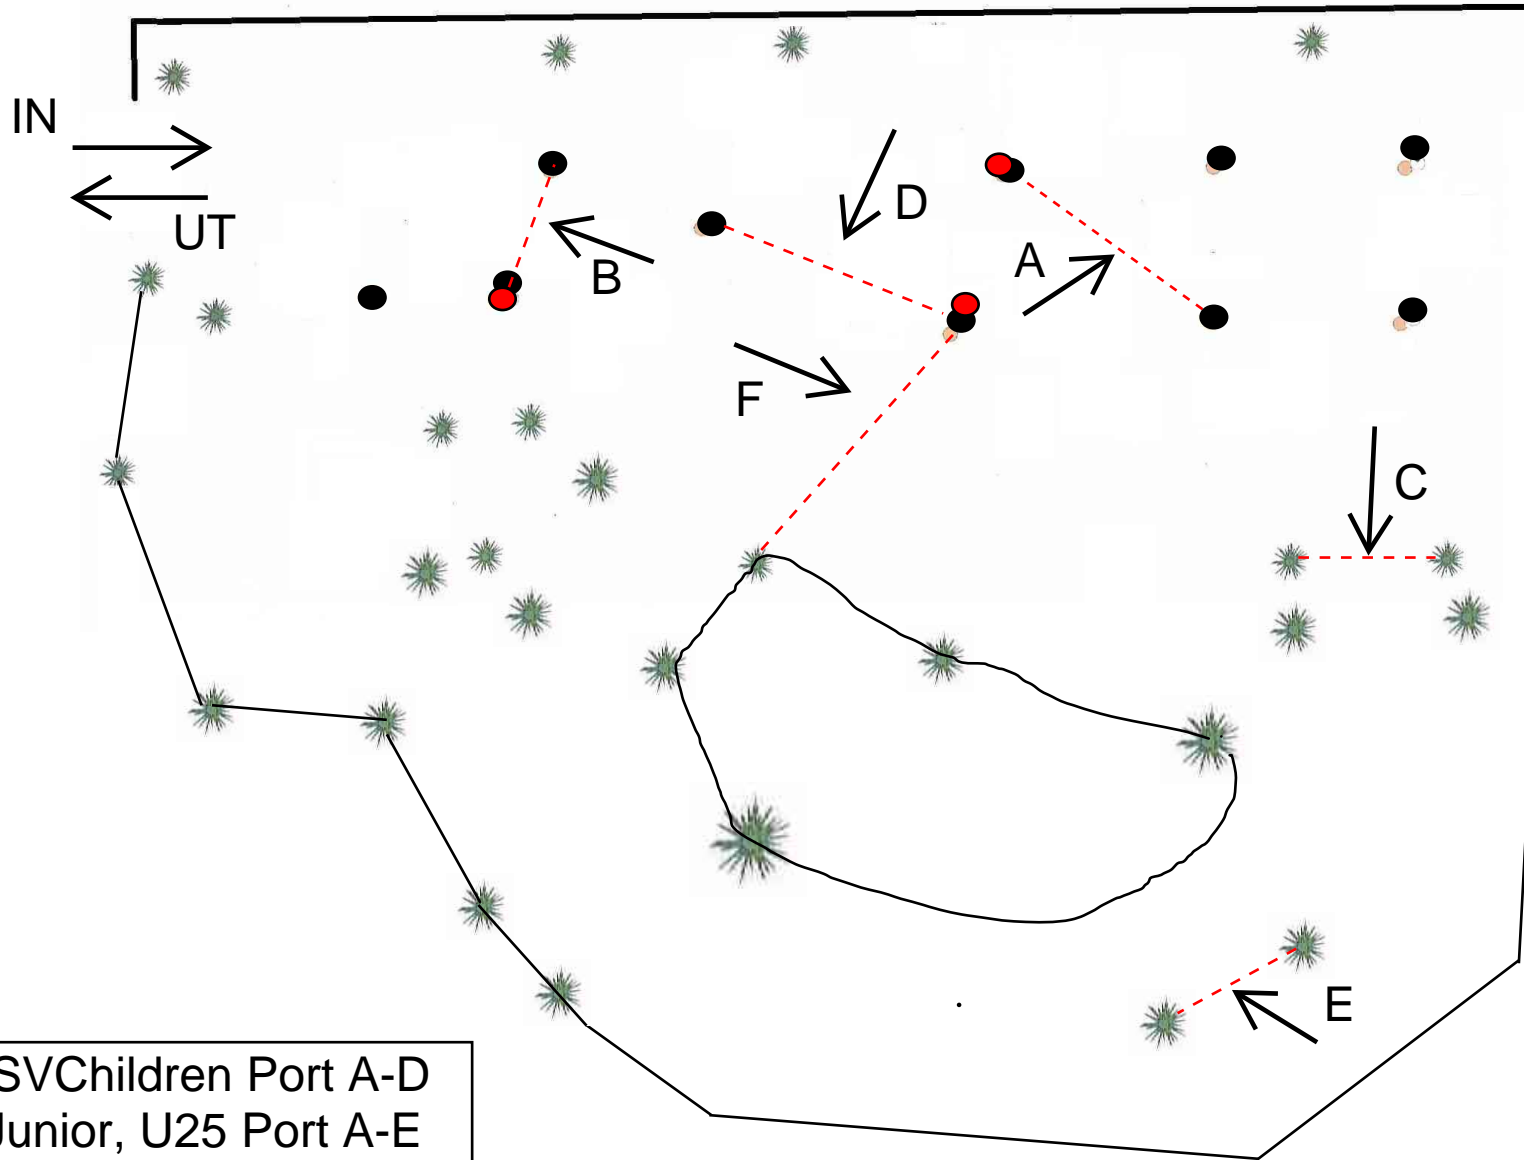 IN
UT
D
A
B
F
C
E
SVChildren Port A-D
Junior, U25 Port A-E